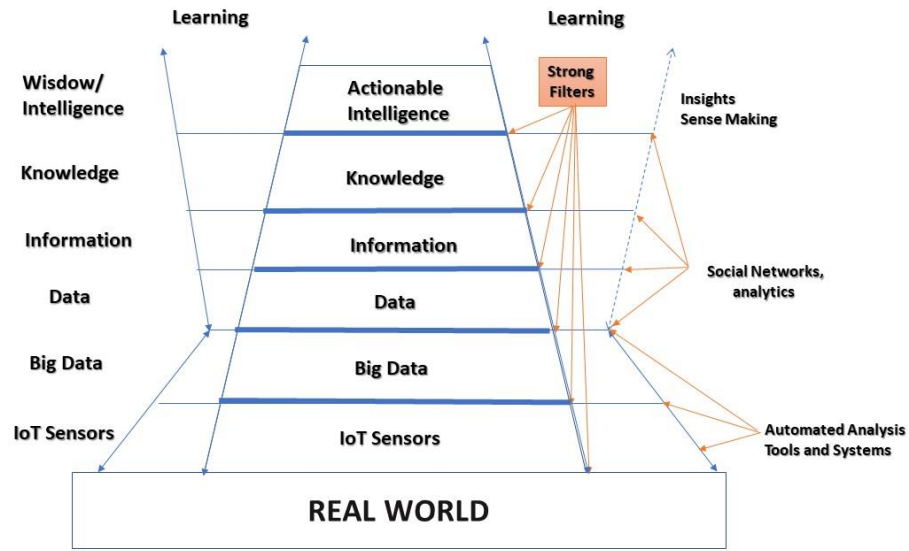 Learning
Learning
Strong
Filters
Wisdow/
Intelligence
Actionable
Intelligence
Insights
Sense Making
Knowledge
Knowledge
Information
Information
Social Networks,
analytics
Data
Data
Big Data
Big Data
IoT Sensors
IoT Sensors
Automated Analysis
Tools and Systems
REAL WORLD